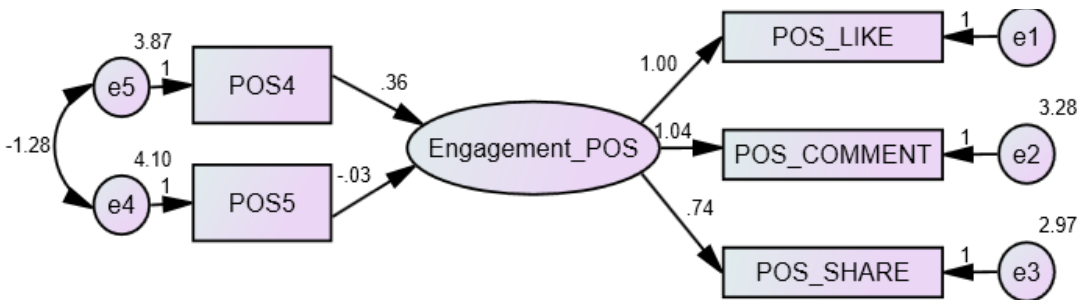 3.87
e5
1
POS4
.36
-1.28
4.10
e4
1
POS5
-.03
Engagement_POS
1.00
POS_LIKE
1
e1
1.04
POS_COMMENT
1
3.28
e2
.74
POS_SHARE
1
2.97
e3